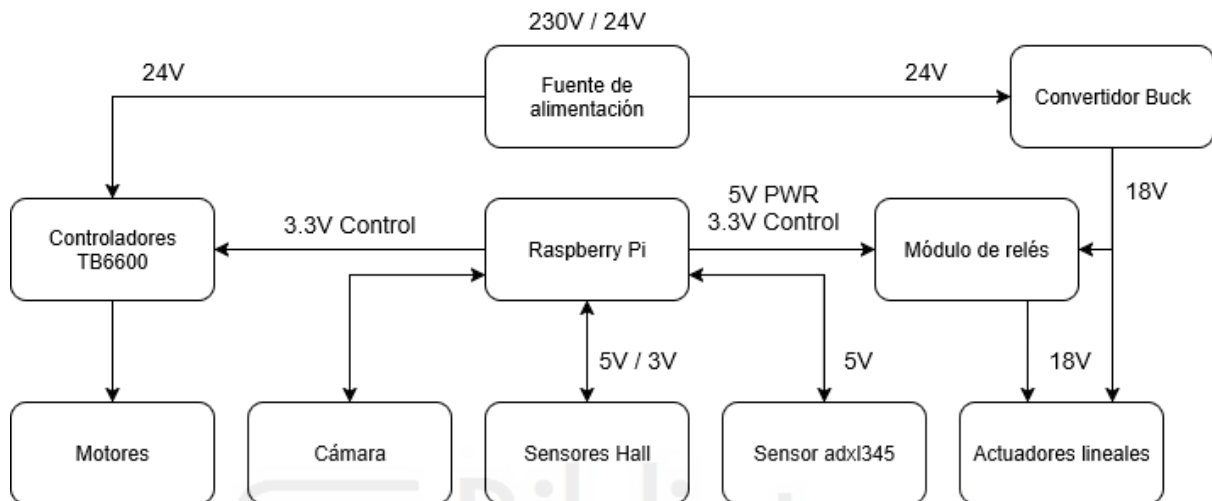 230V / 24V
24V
Fuente de
alimentación
24V
Convertidor Buck
Controladores
TB6600
3.3V Control
Raspberry Pi
5V PWR
3.3V Control
Módulo de relés
18V
5V / 3V
5V
18V
Motores
Cámara
Sensores Hall
Sensor adxl345
Actuadores lineales